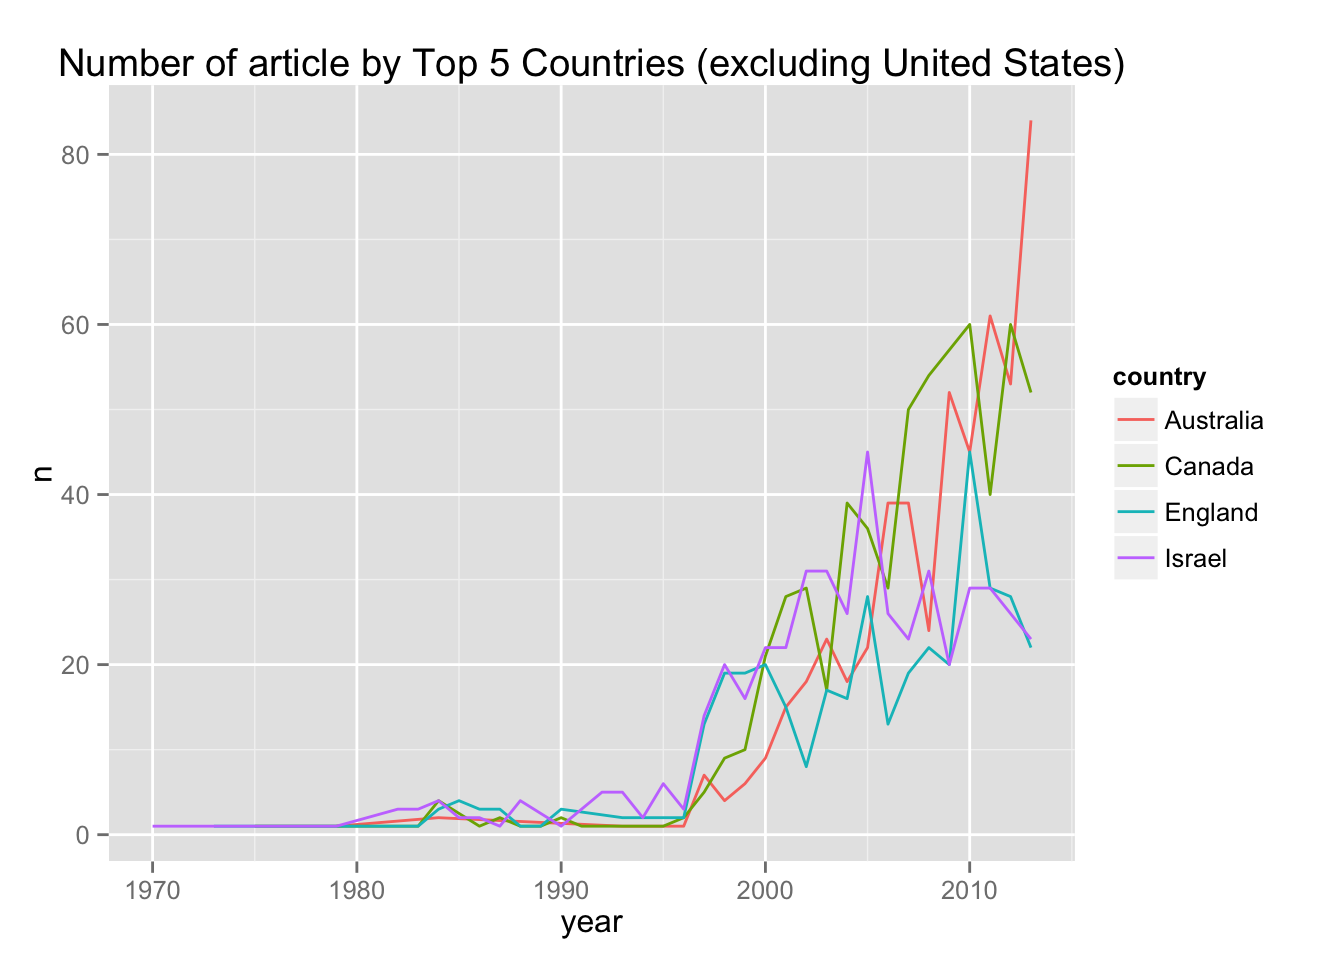 Number of article by Top 5 Countries (excluding United States)
80
60
40
20
0
n
1970 1980 1990 2000 2010
year
country
Australia
Canada
England
Israel